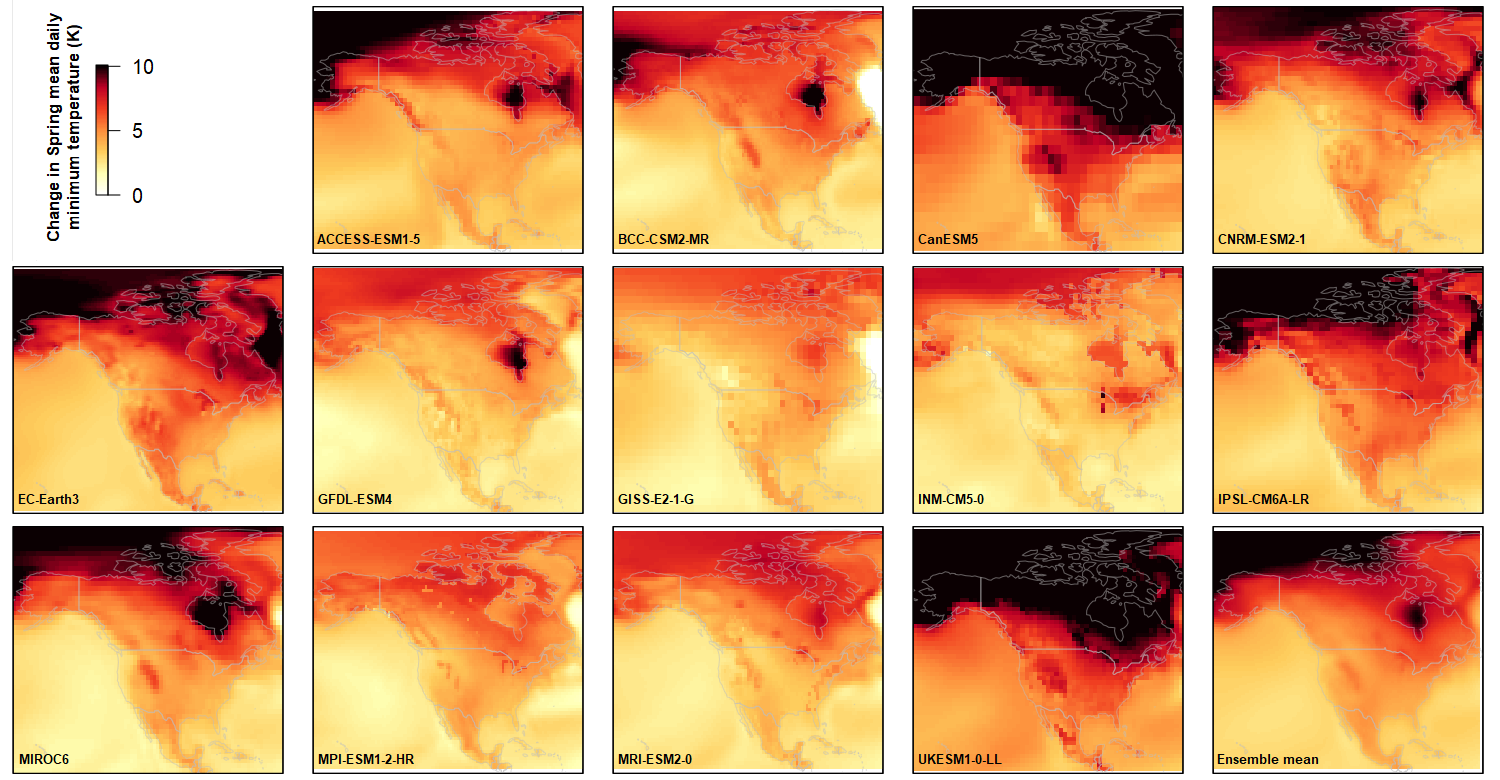 Change in Spring mean daily
minimum temperature (K)
10
5
0
ACCESS-ESM1-5
BCC-CSM2-MR
CanESM5
CNRM-ESM2-1
EC-Earth3
GFDL-ESM4
GISS-E2-1-G
INM-CM5-0
IPSL-CM6A-LR
MIROC6
MPI-ESM1-2-HR
MRI-ESM2-0
UKESM1-0-LL
Ensemble mean